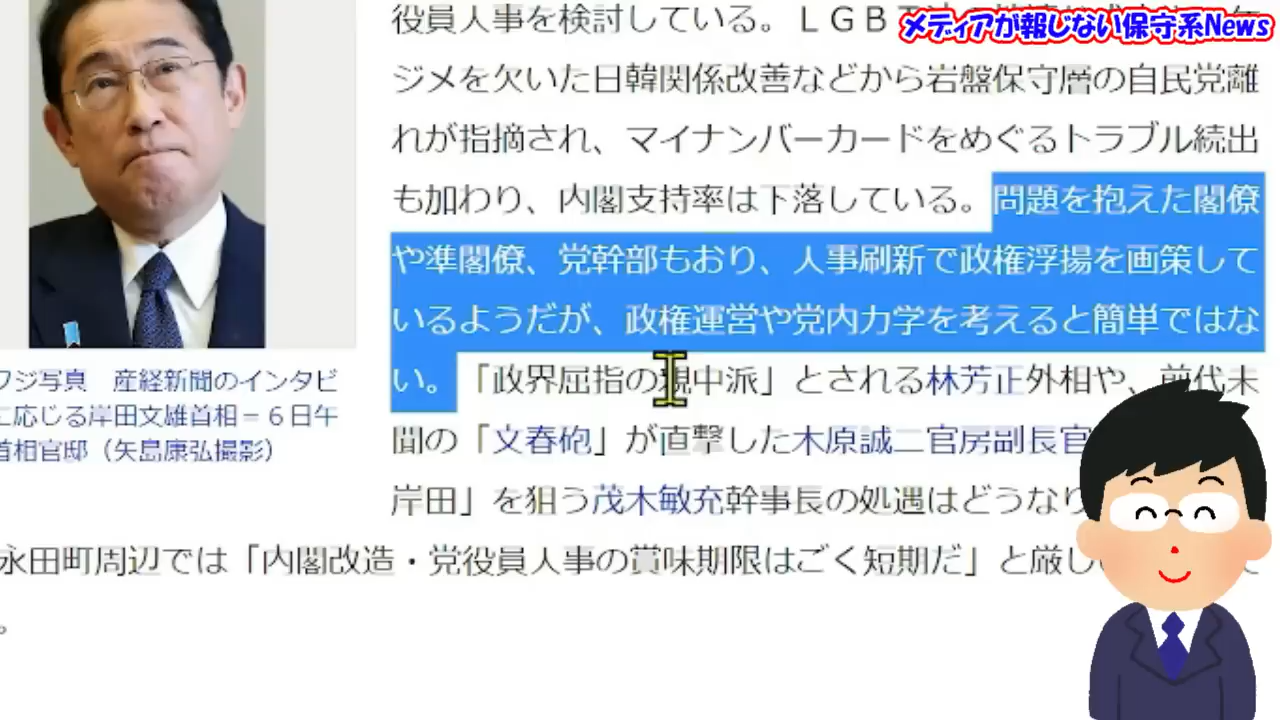 メディアが報じない保守系News
役員人事を検討している。ＬＧＢ
ジメを欠いた日韓関係改善などから岩盤保守層の自民党離
れが指摘され、マイナンバーカードをめぐるトラブル続出
も加わり、内閣支持率は下落している。問題を抱えた閣僚
や準閣僚、党幹部もおり、人事刷新で政権浮揚を画策して
いるようだが、政権運営や党内力学を考えると簡単ではな
い。「政界屈指の親中派」とされる林芳正外相や、前代未
聞の「文春砲」が直撃した木原誠二官房副長官
岸田」を狙う茂木敏充幹事長の処遇はどうなり
永田町周辺では「内閣改造・党役員人事の賞味期限はごく短期だ」と厳し
。
フジ写真　産経新聞のインタビ
に応じる岸田文雄首相＝６日午
首相官邸（矢島康弘撮影）